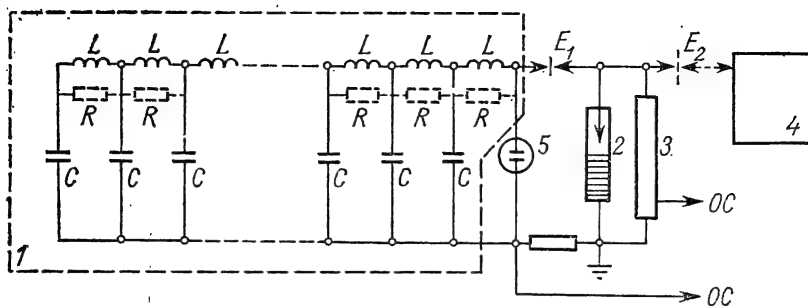 L L L L L L E₁ E₂
R R R R R
C C C C C C 5 2 3 4
OC
1
OC